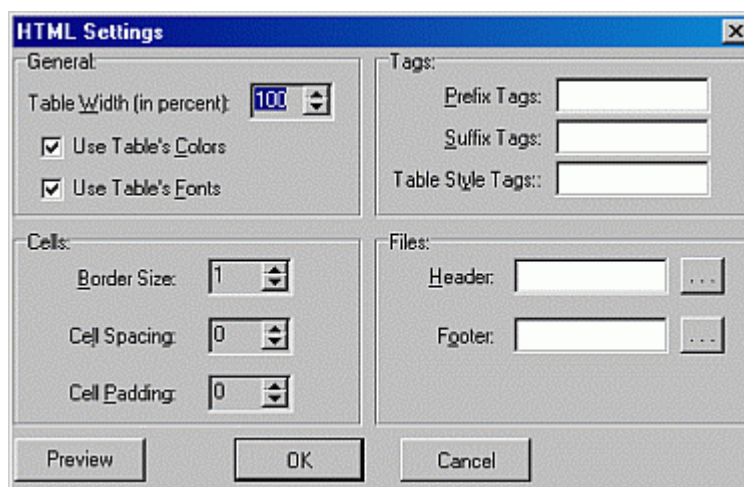 HTML Settings
General:
Table Width (in percent): 100
Use Table's Colors
Use Table's Fonts
Tags:
Prefix Tags:
Suffix Tags:
Table Style Tags::
Cells:
Border Size: 1
Cell Spacing: 0
Cell Padding: 0
Files:
Header: ...
Footer: ...
Preview
OK
Cancel